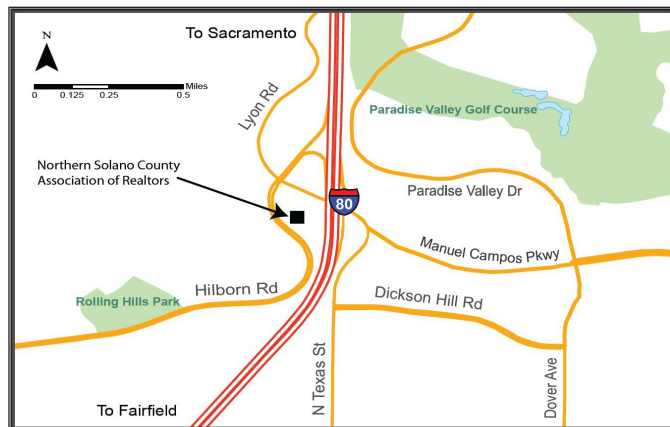 N
To Sacramento
Miles
0 0.125 0.25 0.5
Lyon Rd
Paradise Valley Golf Course
Northern Solano County
Association of Realtors
Paradise Valley Dr
80
Manuel Campos Pkwy
Hilborn Rd
Rolling Hills Park
Dickson Hill Rd
N Texas St
Dover Ave
To Fairfield